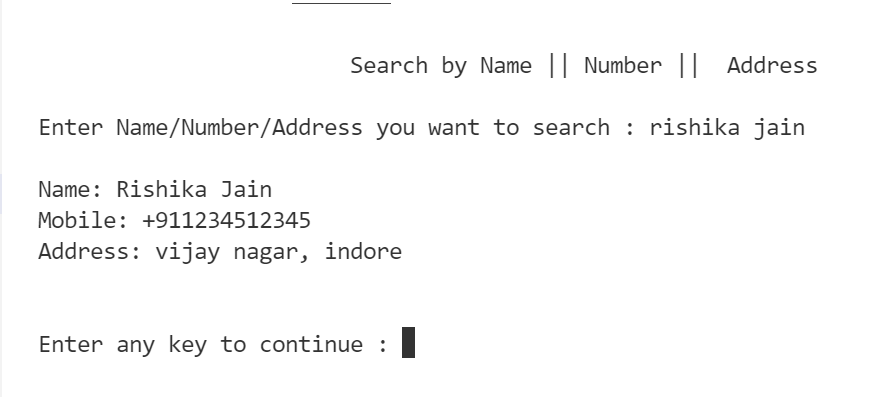 Search by Name || Number ||  Address
Enter Name/Number/Address you want to search : rishika jain
Name: Rishika Jain
Mobile: +911234512345
Address: vijay nagar, indore
Enter any key to continue :